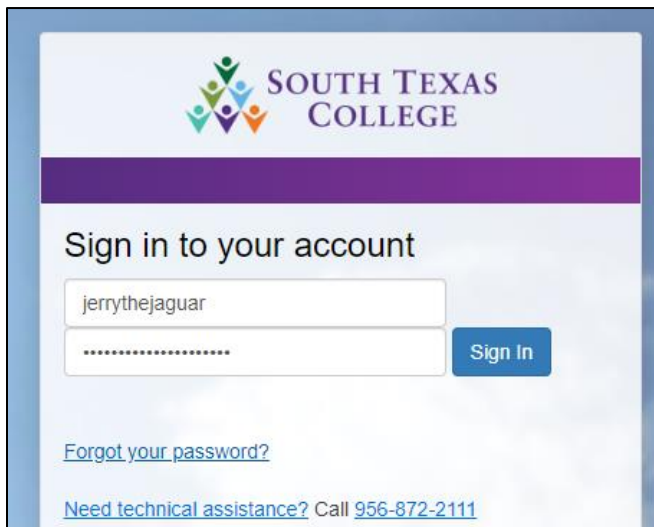 SOUTH TEXAS
COLLEGE
Sign in to your account
jerrythejaguar
•••••••••••••••••••••
Sign In
Forgot your password?
Need technical assistance? Call 956-872-2111